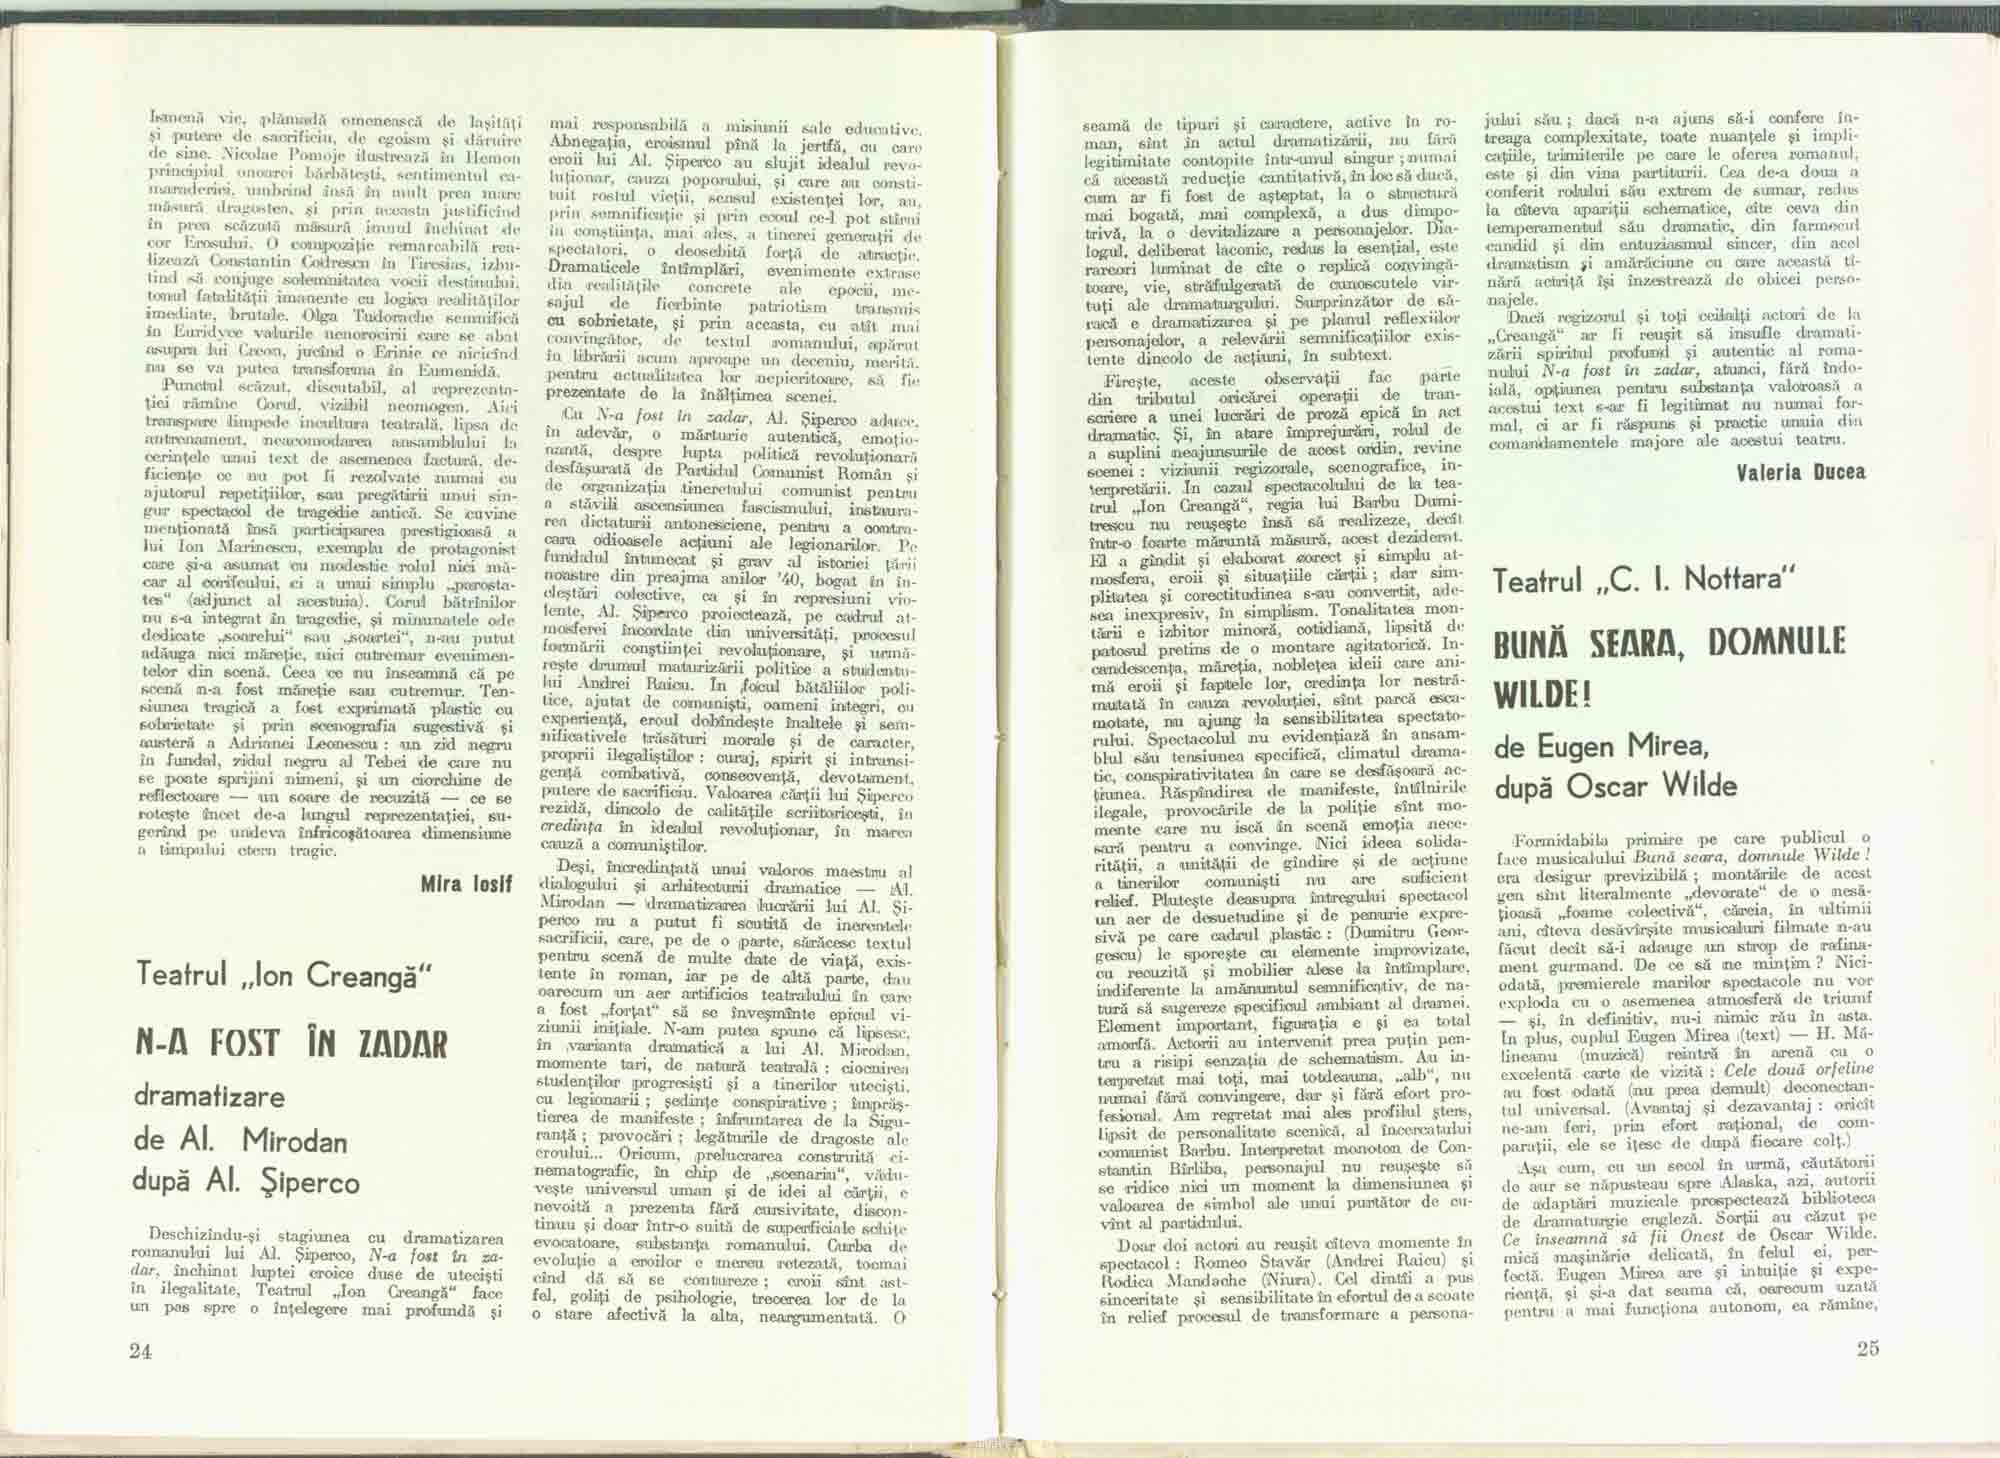 Ismenă vie, plămadă omenească de lașități
și putere de sacrificiu, de egoism și dăruire
de sine. Nicolae Pomoje ilustrează în Hemon
principiul onoarei bărbătești, sentimentul ca-
maraderiei, umbrind însă în mult prea mare
măsură dragostea, și prin aceasta justificînd
în prea scăzută măsură imnul închinat de
cor Erosului. O compoziție remarcabilă rea-
lizează Constantin Codrescu în Tiresias, izbu-
tind să conjuge solemnitatea vocii destinului,
tonul fatalității imanente cu logica realităților
imediate, brutale. Olga Tudorache semnifică
în Euridyce valurile nenorocirii care se abat
asupra lui Creon, jucînd o Erinie ce nicicînd
nu se va putea transforma în Eumenidă.
Punctul scăzut, discutabil, al reprezenta-
ției rămîne Corul, vizibil neomogen. Aici
transpare limpede incultura teatrală, lipsa de
antrenament, neacomodarea ansamblului la
cerințele unui text de asemenea factură, de-
ficiențe ce nu pot fi rezolvate numai cu
ajutorul repetițiilor, sau pregătirii unui sin-
gur spectacol de tragedie antică. Se cuvine
menționată însă participarea prestigioasă a
lui Ion Marinescu, exemplu de protagonist
care și-a asumat cu modestie rolul nici mă-
car al corifeului, ci a unui simplu „parosta-
tes“ (adjunct al acestuia). Corul bătrînilor
nu s-a integrat în tragedie, și minunatele ode
dedicate „soarelui“ sau „soartei“, n-au putut
adăuga nici măreție, nici cutremur evenimen-
telor din scenă. Ceea ce nu înseamnă că pe
scenă n-a fost măreție sau cutremur. Ten-
siunea tragică a fost exprimată plastic cu
sobrietate și prin scenografia sugestivă și
austeră a Adrianei Leonescu : un zid negru
în fundal, zidul negru al Tebei de care nu
se poate sprijini nimeni, și un ciorchine de
reflectoare — un soare de recuzită — ce se
rotește încet de-a lungul reprezentației, su-
gerînd pe undeva înfricoșătoarea dimensiune
a timpului etern tragic.
Mira Iosif
Teatrul „Ion Creangă“
N-A FOST ÎN ZADAR
dramatizare
de Al. Mirodan
după Al. Șiperco
Deschizîndu-și stagiunea cu dramatizarea
romanului lui Al. Șiperco, N-a fost în za-
dar, închinat luptei eroice duse de uteciști
în ilegalitate, Teatrul „Ion Creangă“ face
un pas spre o înțelegere mai profundă și
24
mai responsabilă a misiunii sale educative.
Abnegația, eroismul pînă la jertfă, cu care
eroii lui Al. Șiperco au slujit idealul revo-
luționar, cauza poporului, și care au consti-
tuit rostul vieții, sensul existenței lor, au,
prin semnificație și prin ecoul ce-l pot stîrni
în conștiința, mai ales, a tinerei generații de
spectatori, o deosebită forță de atracție.
Dramaticele întîmplări, evenimente extrase
din realitățile concrete ale epocii, me-
sajul de fierbinte patriotism transmis
cu sobrietate, și prin aceasta, cu atît mai
convingător, de textul romanului, apărut
în librării acum aproape un deceniu, merită,
pentru actualitatea lor nepieritoare, să fie
prezentate de la înălțimea scenei.
Cu N-a fost în zadar, Al. Șiperco aduce,
în adevăr, o mărturie autentică, emoțio-
nantă, despre lupta politică revoluționară
desfășurată de Partidul Comunist Român și
de organizația tineretului comunist pentru
a stăvili ascensiunea fascismului, instaura-
rea dictaturii antonesciene, pentru a contra-
cara odioasele acțiuni ale legionarilor. Pe
fundalul întunecat și grav al istoriei țării
noastre din preajma anilor '40, bogat în în-
cleștări colective, ca și în represiuni vio-
lente, Al. Șiperco proiectează, pe cadrul at-
mosferei încordate din universități, procesul
formării conștiinței revoluționare, și urmă-
rește drumul maturizării politice a studentu-
lui Andrei Raicu. În focul bătăliilor poli-
tice, ajutat de comuniști, oameni integri, cu
experiență, eroul dobîndește înaltele și sem-
nificativele trăsături morale și de caracter,
proprii ilegaliștilor : curaj, spirit și intransi-
gență combativă, consecvență, devotament,
putere de sacrificiu. Valoarea cărții lui Șiperco
rezidă, dincolo de calitățile scriitoricești, în
credința în idealul revoluționar, în marea
cauză a comuniștilor.
Deși, încredințată unui valoros maestru al
dialogului și arhitecturii dramatice — Al.
Mirodan — dramatizarea lucrării lui Al. Și-
perco nu a putut fi scutită de inerentele
sacrificii, care, pe de o parte, sărăcesc textul
pentru scenă de multe date de viață, exis-
tente în roman, iar pe de altă parte, dau
oarecum un aer artificios teatralului în care
a fost „forțat“ să se înveșmînte epicul vi-
ziunii inițiale. N-am putea spune că lipsesc,
în varianta dramatică a lui Al. Mirodan,
momente tari, de natură teatrală : ciocnirea
studenților progresiști și a tinerilor uteciști,
cu legionarii ; ședințe conspirative ; împrăș-
tierea de manifeste ; înfruntarea de la Sigu-
ranță ; provocări ; legăturile de dragoste ale
eroului... Oricum, prelucrarea construită ci-
nematografic, în chip de „scenariu“, vădu-
vește universul uman și de idei al cărții, e
nevoită a prezenta fără cursivitate, discon-
tinuu și doar într-o suită de superficiale schițe
evocatoare, substanța romanului. Curba de
evoluție a eroilor e mereu retezată, tocmai
cînd dă să se contureze ; eroii sînt ast-
fel, goliți de psihologie, trecerea lor de la
o stare afectivă la alta, neargumentată. O
seamă de tipuri și caractere, active în ro-
man, sînt în actul dramatizării, nu fără
legitimitate contopite într-unul singur ; numai
că această reducție cantitativă, în loc să ducă,
cum ar fi fost de așteptat, la o structură
mai bogată, mai complexă, a dus dimpo-
trivă, la o devitalizare a personajelor. Dia-
logul, deliberat laconic, redus la esențial, este
rareori luminat de cîte o replică convingă-
toare, vie, străfulgerată de cunoscutele vir-
tuți ale dramaturgului. Surprinzător de să-
racă e dramatizarea și pe planul reflexiilor
personajelor, a relevării semnificațiilor exis-
tente dincolo de acțiuni, în subtext.
Firește, aceste observații fac parte
din tributul oricărei operații de tran-
scriere a unei lucrări de proză epică în act
dramatic. Și, în atare împrejurări, rolul de
a suplini neajunsurile de acest ordin, revine
scenei : viziunii regizorale, scenografice, in-
terpretării. In cazul spectacolului de la tea-
trul „Ion Creangă“, regia lui Barbu Dumi-
trescu nu reușește însă să realizeze, decît
într-o foarte măruntă măsură, acest deziderat.
El a gîndit și elaborat corect și simplu at-
mosfera, eroii și situațiile cărții ; dar sim-
plitatea și corectitudinea s-au convertit, ade-
sea inexpresiv, în simplism. Tonalitatea mon-
tării e izbitor minoră, cotidiană, lipsită de
patosul pretins de o montare agitatorică. In-
candescența, măreția, noblețea ideii care ani-
mă eroii și faptele lor, credința lor nestră-
mutată în cauza revoluției, sînt parcă esca-
motate, nu ajung la sensibilitatea spectato-
rului. Spectacolul nu evidențiază în ansam-
blul său tensiunea specifică, climatul drama-
tic, conspirativitatea în care se desfășoară ac-
țiunea. Răspîndirea de manifeste, întîlnirile
ilegale, provocările de la poliție sînt mo-
mente care nu iscă în scenă emoția nece-
sară pentru a convinge. Nici ideea solida-
rității, a unității de gîndire și de acțiune
a tinerilor comuniști nu are suficient
relief. Plutește deasupra întregului spectacol
un aer de desuetudine și de penurie expre-
sivă pe care cadrul plastic : (Dumitru Geor-
gescu) le sporește cu elemente improvizate,
cu recuzită și mobilier alese la întîmplare,
indiferente la amănuntul semnificativ, de na-
tură să sugereze specificul ambiant al dramei.
Element important, figurația e și ea total
amorfă. Actorii au intervenit prea puțin pen-
tru a risipi senzația de schematism. Au in-
terpretat mai toți, mai totdeauna, „alb“, nu
numai fără convingere, dar și fără efort pro-
fesional. Am regretat mai ales profilul șters,
lipsit de personalitate scenică, al încercatului
comunist Barbu. Interpretat monoton de Con-
stantin Bîrliba, personajul nu reușește să
se ridice nici un moment la dimensiunea și
valoarea de simbol ale unui purtător de cu-
vînt al partidului.
Doar doi actori au reușit cîteva momente în
spectacol : Romeo Stavăr (Andrei Raicu) și
Rodica Mandache (Niura). Cel dintîi a pus
sinceritate și sensibilitate în efortul de a scoate
în relief procesul de transformare a persona-
jului său ; dacă n-a ajuns să-i confere în-
treaga complexitate, toate nuanțele și impli-
cațiile, trimiterile pe care le oferea romanul,
este și din vina partiturii. Cea de-a doua a
conferit rolului său extrem de sumar, redus
la cîteva apariții schematice, cîte ceva din
temperamentul său dramatic, din farmecul
candid și din entuziasmul sincer, din acel
dramatism și amărăciune cu care această tî-
nără actriță își înzestrează de obicei perso-
najele.
Dacă regizorul și toți ceilalți actori de la
„Creangă“ ar fi reușit să insufle dramati-
zării spiritul profund și autentic al roma-
nului N-a fost în zadar, atunci, fără îndo-
ială, opțiunea pentru substanța valoroasă a
acestui text s-ar fi legitimat nu numai for-
mal, ci ar fi răspuns și practic unuia din
comandamentele majore ale acestui teatru.
Valeria Ducea
Teatrul „C. I. Nottara“
BUNĂ SEARA, DOMNULE
WILDE!
de Eugen Mirea,
după Oscar Wilde
Formidabila primire pe care publicul o
face musicalului Bună seara, domnule Wilde !
era desigur previzibilă ; montările de acest
gen sînt literalmente „devorate“ de o nesă-
țioasă „foame colectivă“, căreia, în ultimii
ani, cîteva desăvîrșite musicaluri filmate n-au
făcut decît să-i adauge un strop de rafina-
ment gurmand. De ce să ne mințim ? Nici-
odată, premierele marilor spectacole nu vor
exploda cu o asemenea atmosferă de triumf
— și, în definitiv, nu-i nimic rău în asta.
In plus, cuplul Eugen Mirea (text) — H. Mă-
lineanu (muzică) reintră în arenă cu o
excelentă carte de vizită : Cele două orfeline
au fost odată (nu prea demult) deconectan-
tul universal. (Avantaj și dezavantaj : oricît
ne-am feri, prin efort rațional, de com-
parații, ele se ițesc de după fiecare colț.)
Așa cum, cu un secol în urmă, căutătorii
de aur se năpusteau spre Alaska, azi, autorii
de adaptări muzicale prospectează biblioteca
de dramaturgie engleză. Sorții au căzut pe
Ce înseamnă să fii Onest de Oscar Wilde,
mică mașinărie delicată, în felul ei, per-
fectă. Eugen Mirea are și intuiție și expe-
riență, și și-a dat seama că, oarecum uzată
pentru a mai funcționa autonom, ea rămîne,
25